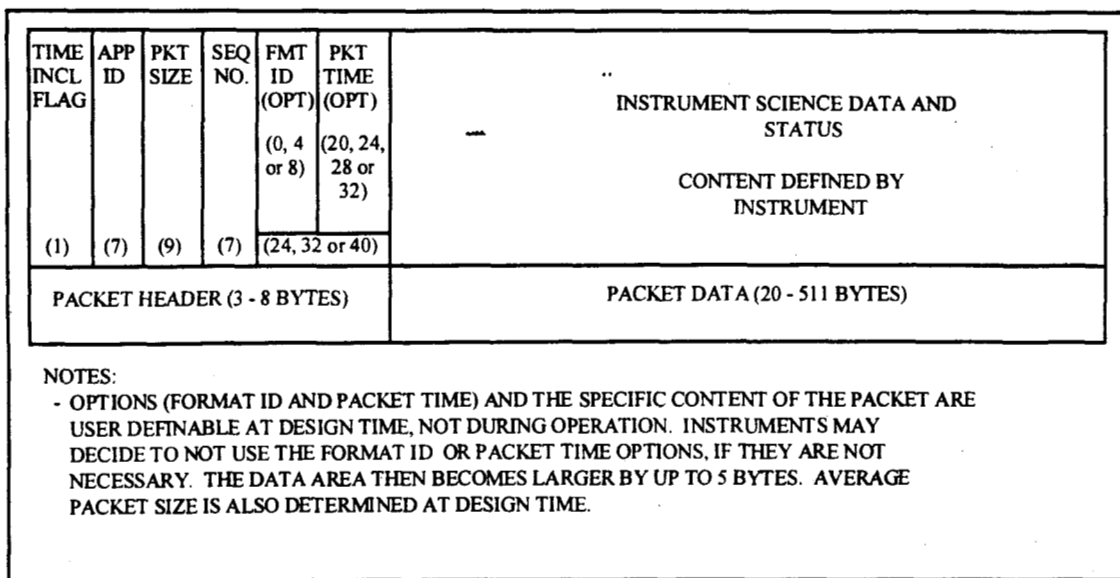 TIME INCL FLAG
(1)
APP ID
(7)
PKT SIZE
(9)
SEQ NO.
(7)
FMT ID (OPT)
(0, 4 or 8)
PKT TIME (OPT)
(20, 24, 28 or 32)
(24, 32 or 40)
INSTRUMENT SCIENCE DATA AND
STATUS
CONTENT DEFINED BY
INSTRUMENT
PACKET HEADER (3 - 8 BYTES)
PACKET DATA (20 - 511 BYTES)
NOTES:
- OPTIONS (FORMAT ID AND PACKET TIME) AND THE SPECIFIC CONTENT OF THE PACKET ARE
USER DEFINABLE AT DESIGN TIME, NOT DURING OPERATION. INSTRUMENTS MAY
DECIDE TO NOT USE THE FORMAT ID OR PACKET TIME OPTIONS, IF THEY ARE NOT
NECESSARY. THE DATA AREA THEN BECOMES LARGER BY UP TO 5 BYTES. AVERAGE
PACKET SIZE IS ALSO DETERMINED AT DESIGN TIME.